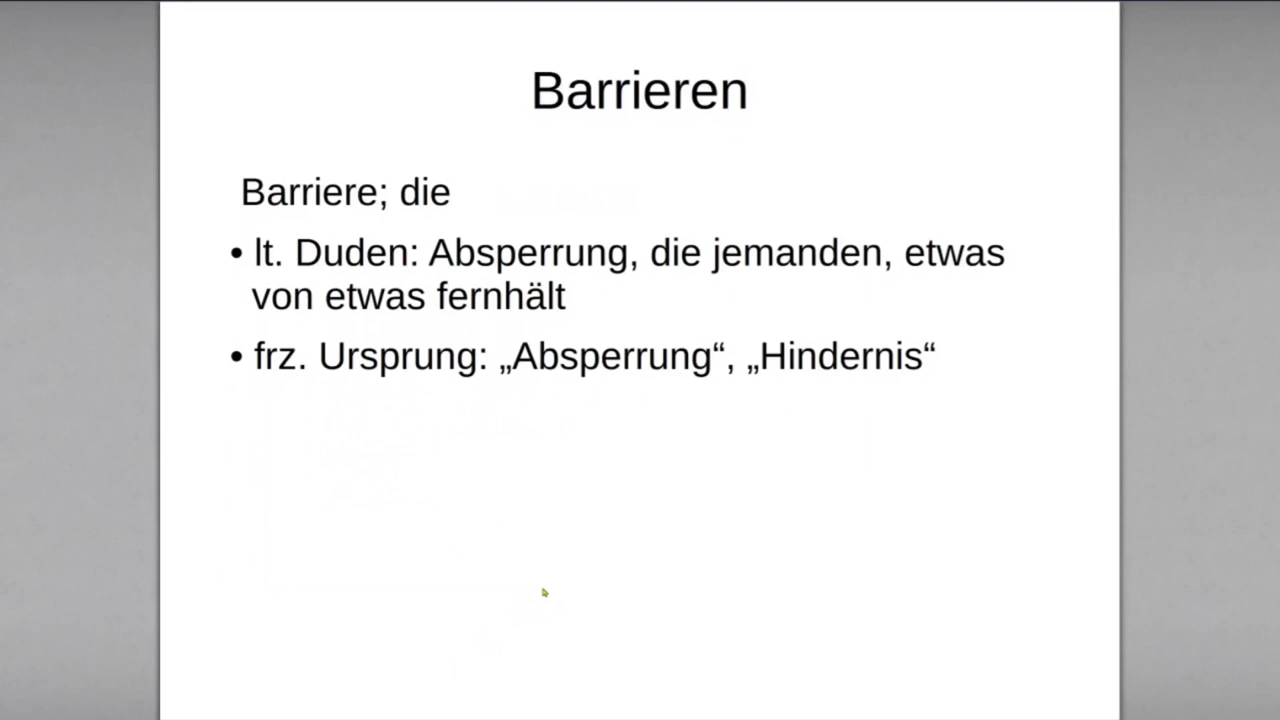 Barrieren
Barriere; die
• lt. Duden: Absperrung, die jemanden, etwas
von etwas fernhält
• frz. Ursprung: „Absperrung“, „Hindernis“